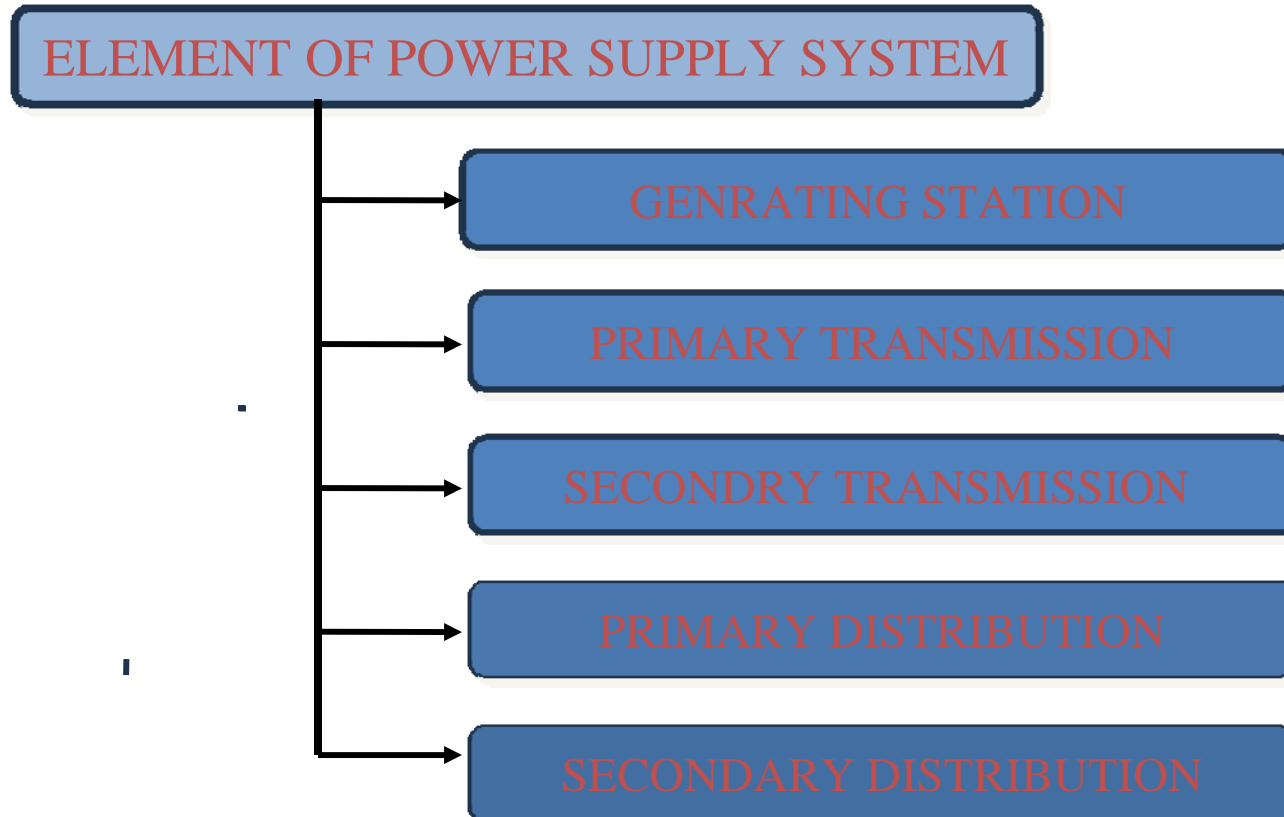 ELEMENT OF POWER SUPPLY SYSTEM
GENRATING STATION
PRIMARY TRANSMISSION
SECONDRY TRANSMISSION
PRIMARY DISTRIBUTION
SECONDARY DISTRIBUTION